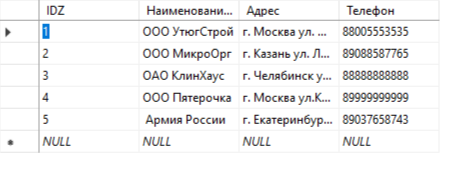 IDZ Наименовани... Адрес Телефон
1 ООО УтюгСтрой г. Москва ул. ... 88005553535
2 ООО МикроОрг г. Казань ул. Л... 89088587765
3 ОАО КлинХаус г. Челябинск у... 88888888888
4 ООО Пятерочка г. Москва ул.К... 89999999999
5 Армия России г. Екатеринбур... 89037658743
NULL NULL NULL NULL